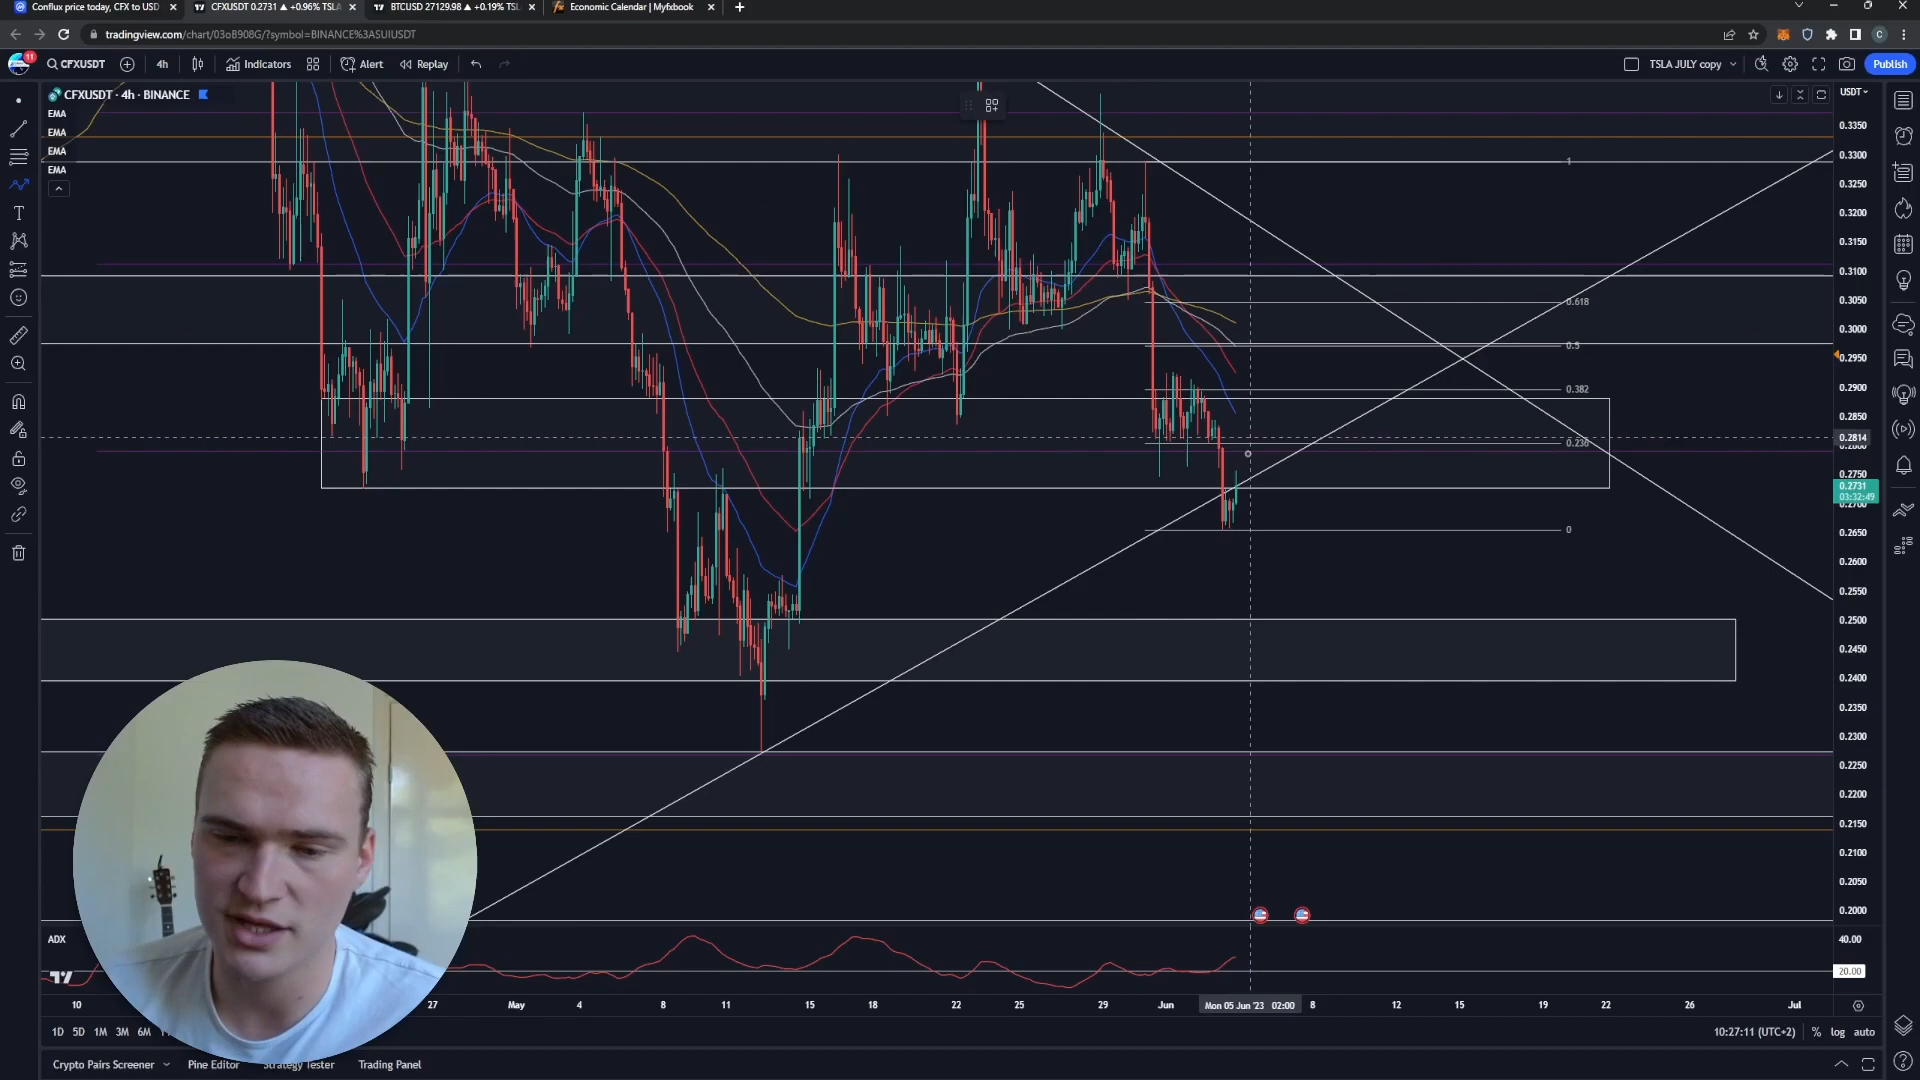 Conflux price today, CFX to USD
CFXUSDT 0.2731 ▲ +0.96% TSLA
BTCUSD 27129.98 ▲ +0.19% TSL
Economic Calendar | Myfxbook
tradingview.com/chart/03oB908G/?symbol=BINANCE%3ASUIUSDT
11
CFXUSDT
4h
Indicators
Alert
Replay
TSLA JULY copy
Publish
CFXUSDT · 4h · BINANCE
USDT
EMA
EMA
EMA
EMA
0.3350
0.3300
0.3250
0.3200
0.3150
0.3100
0.3050
0.3000
0.2950
0.2900
0.2850
0.2814
0.2750
0.2731
03:32:49
0.2650
0.2600
0.2550
0.2500
0.2450
0.2400
0.2350
0.2300
0.2250
0.2200
0.2150
0.2100
0.2050
0.2000
1
0.618
0.5
0.382
0.236
0
ADX
40.00
20.00
10
27
May
4
8
11
15
18
22
25
29
Jun
Mon 05 Jun '23 02:00
8
12
15
19
22
26
Jul
1D 5D 1M 3M 6M
10:27:11 (UTC+2)
%
log
auto
Crypto Pairs Screener
Pine Editor
Strategy Tester
Trading Panel